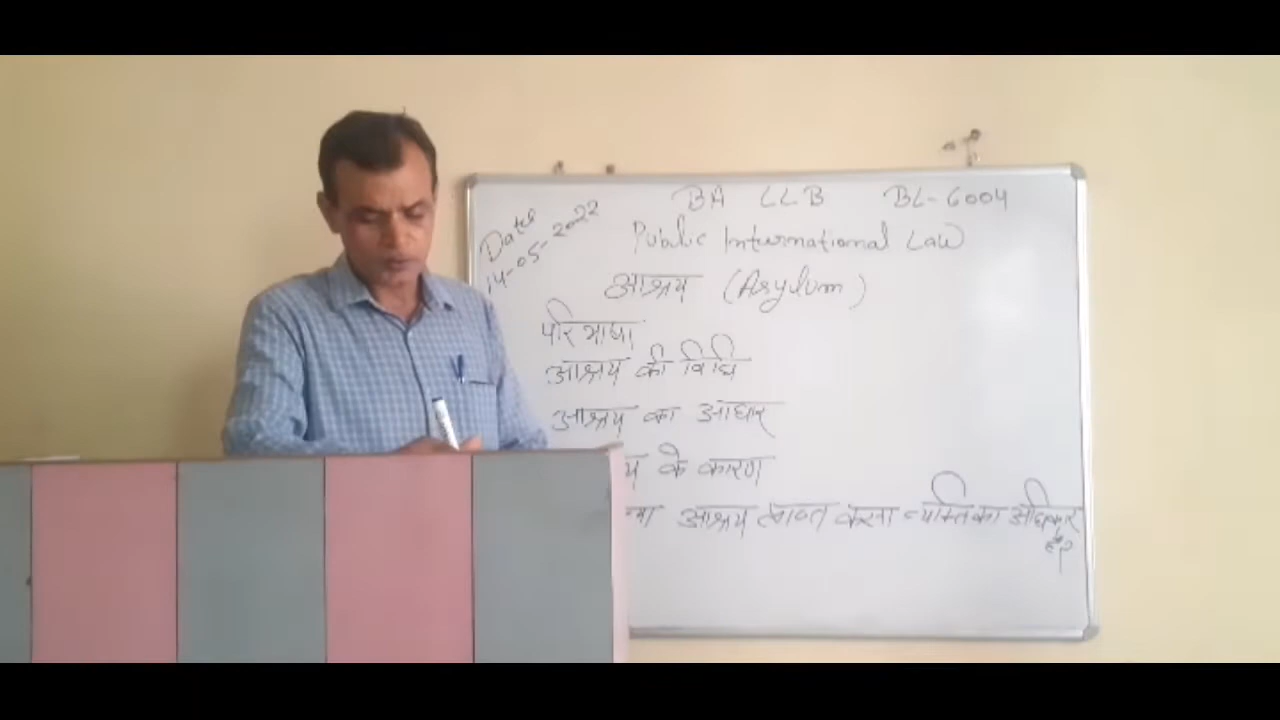 BA LLB BL-6004
Date
14-05-2022
Public International Law
आश्रय (Asylum)
परिभाषा
आश्रय की विधि
आश्रय का आधार
य के कारण
आश्रय प्राप्त करना व्यक्ति का अधिकार
है?